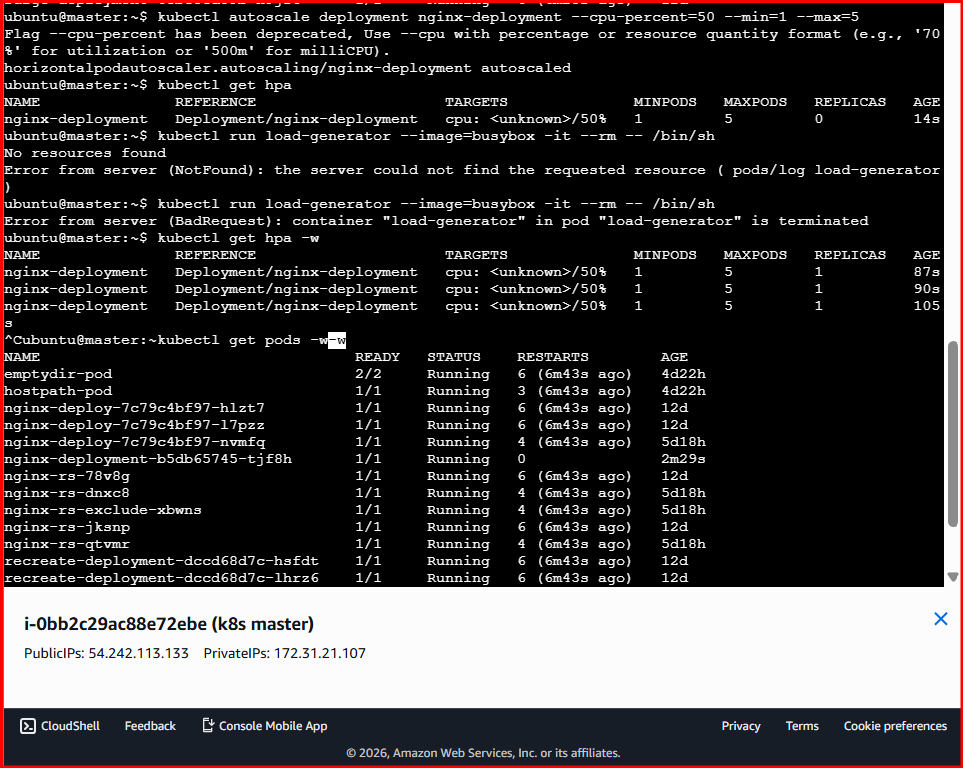 ubuntu@master:~$ kubectl autoscale deployment nginx-deployment --cpu-percent=50 --min=1 --max=5
Flag --cpu-percent has been deprecated, Use --cpu with percentage or resource quantity format (e.g., '70
%' for utilization or '500m' for milliCPU).
horizontalpodautoscaler.autoscaling/nginx-deployment autoscaled
ubuntu@master:~$ kubectl get hpa
NAME REFERENCE TARGETS MINPODS MAXPODS REPLICAS AGE
nginx-deployment Deployment/nginx-deployment cpu: <unknown>/50% 1 5 0 14s
ubuntu@master:~$ kubectl run load-generator --image=busybox -it --rm -- /bin/sh
No resources found
Error from server (NotFound): the server could not find the requested resource ( pods/log load-generator
)
ubuntu@master:~$ kubectl run load-generator --image=busybox -it --rm -- /bin/sh
Error from server (BadRequest): container "load-generator" in pod "load-generator" is terminated
ubuntu@master:~$ kubectl get hpa -w
NAME REFERENCE TARGETS MINPODS MAXPODS REPLICAS AGE
nginx-deployment Deployment/nginx-deployment cpu: <unknown>/50% 1 5 1 87s
nginx-deployment Deployment/nginx-deployment cpu: <unknown>/50% 1 5 1 90s
nginx-deployment Deployment/nginx-deployment cpu: <unknown>/50% 1 5 1 105
s
^Cubuntu@master:~kubectl get pods -w-w
NAME READY STATUS RESTARTS AGE
emptydir-pod 2/2 Running 6 (6m43s ago) 4d22h
hostpath-pod 1/1 Running 3 (6m43s ago) 4d22h
nginx-deploy-7c79c4bf97-hlzt7 1/1 Running 6 (6m43s ago) 12d
nginx-deploy-7c79c4bf97-l7pzz 1/1 Running 6 (6m43s ago) 12d
nginx-deploy-7c79c4bf97-nvmfq 1/1 Running 4 (6m43s ago) 5d18h
nginx-deployment-b5db65745-tjf8h 1/1 Running 0 2m29s
nginx-rs-78v8g 1/1 Running 6 (6m43s ago) 12d
nginx-rs-dnxc8 1/1 Running 4 (6m43s ago) 5d18h
nginx-rs-exclude-xbwns 1/1 Running 4 (6m43s ago) 5d18h
nginx-rs-jksnp 1/1 Running 6 (6m43s ago) 12d
nginx-rs-qtvmr 1/1 Running 4 (6m43s ago) 5d18h
recreate-deployment-dccd68d7c-hsfdt 1/1 Running 6 (6m43s ago) 12d
recreate-deployment-dccd68d7c-lhrz6 1/1 Running 6 (6m43s ago) 12d
i-0bb2c29ac88e72ebe (k8s master)
PublicIPs: 54.242.113.133 PrivateIPs: 172.31.21.107
CloudShell Feedback Console Mobile App Privacy Terms Cookie preferences
© 2026, Amazon Web Services, Inc. or its affiliates.